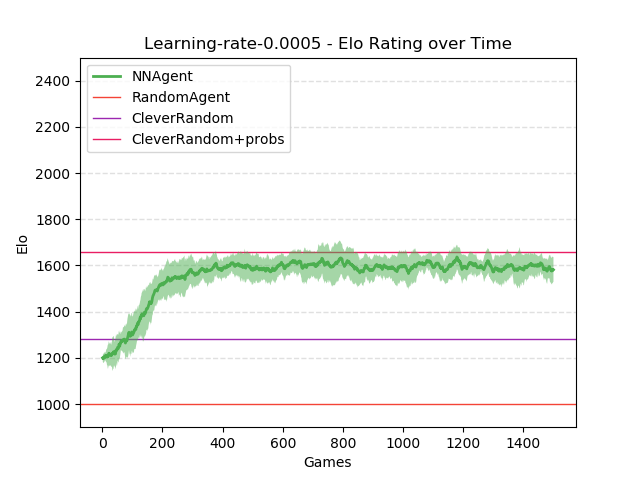 Learning-rate-0.0005 - Elo Rating over Time
NNAgent
RandomAgent
CleverRandom
CleverRandom+probs
2400
2200
2000
1800
1600
1400
1200
1000
Elo
0 200 400 600 800 1000 1200 1400
Games